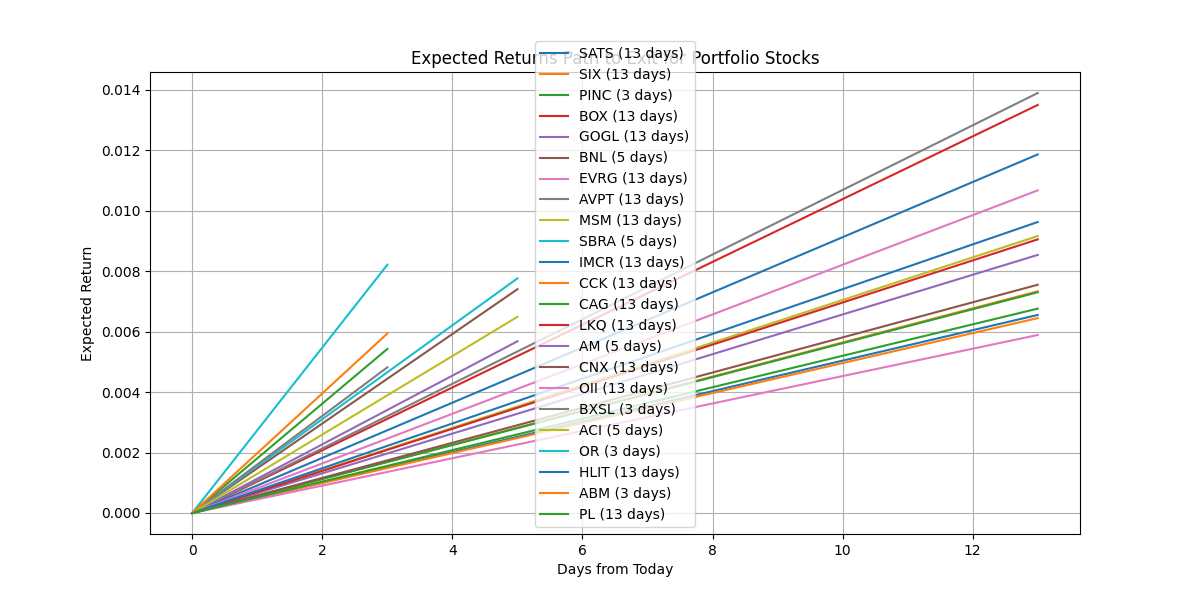 Expected Returns Path to Exit for Portfolio Stocks
SATS (13 days)
SIX (13 days)
PINC (3 days)
BOX (13 days)
GOGL (13 days)
BNL (5 days)
EVRG (13 days)
AVPT (13 days)
MSM (13 days)
SBRA (5 days)
IMCR (13 days)
CCK (13 days)
CAG (13 days)
LKQ (13 days)
AM (5 days)
CNX (13 days)
OII (13 days)
BXSL (3 days)
ACI (5 days)
OR (3 days)
HLIT (13 days)
ABM (3 days)
PL (13 days)
Expected Return
0.014
0.012
0.010
0.008
0.006
0.004
0.002
0.000
0 2 4 6 8 10 12
Days from Today